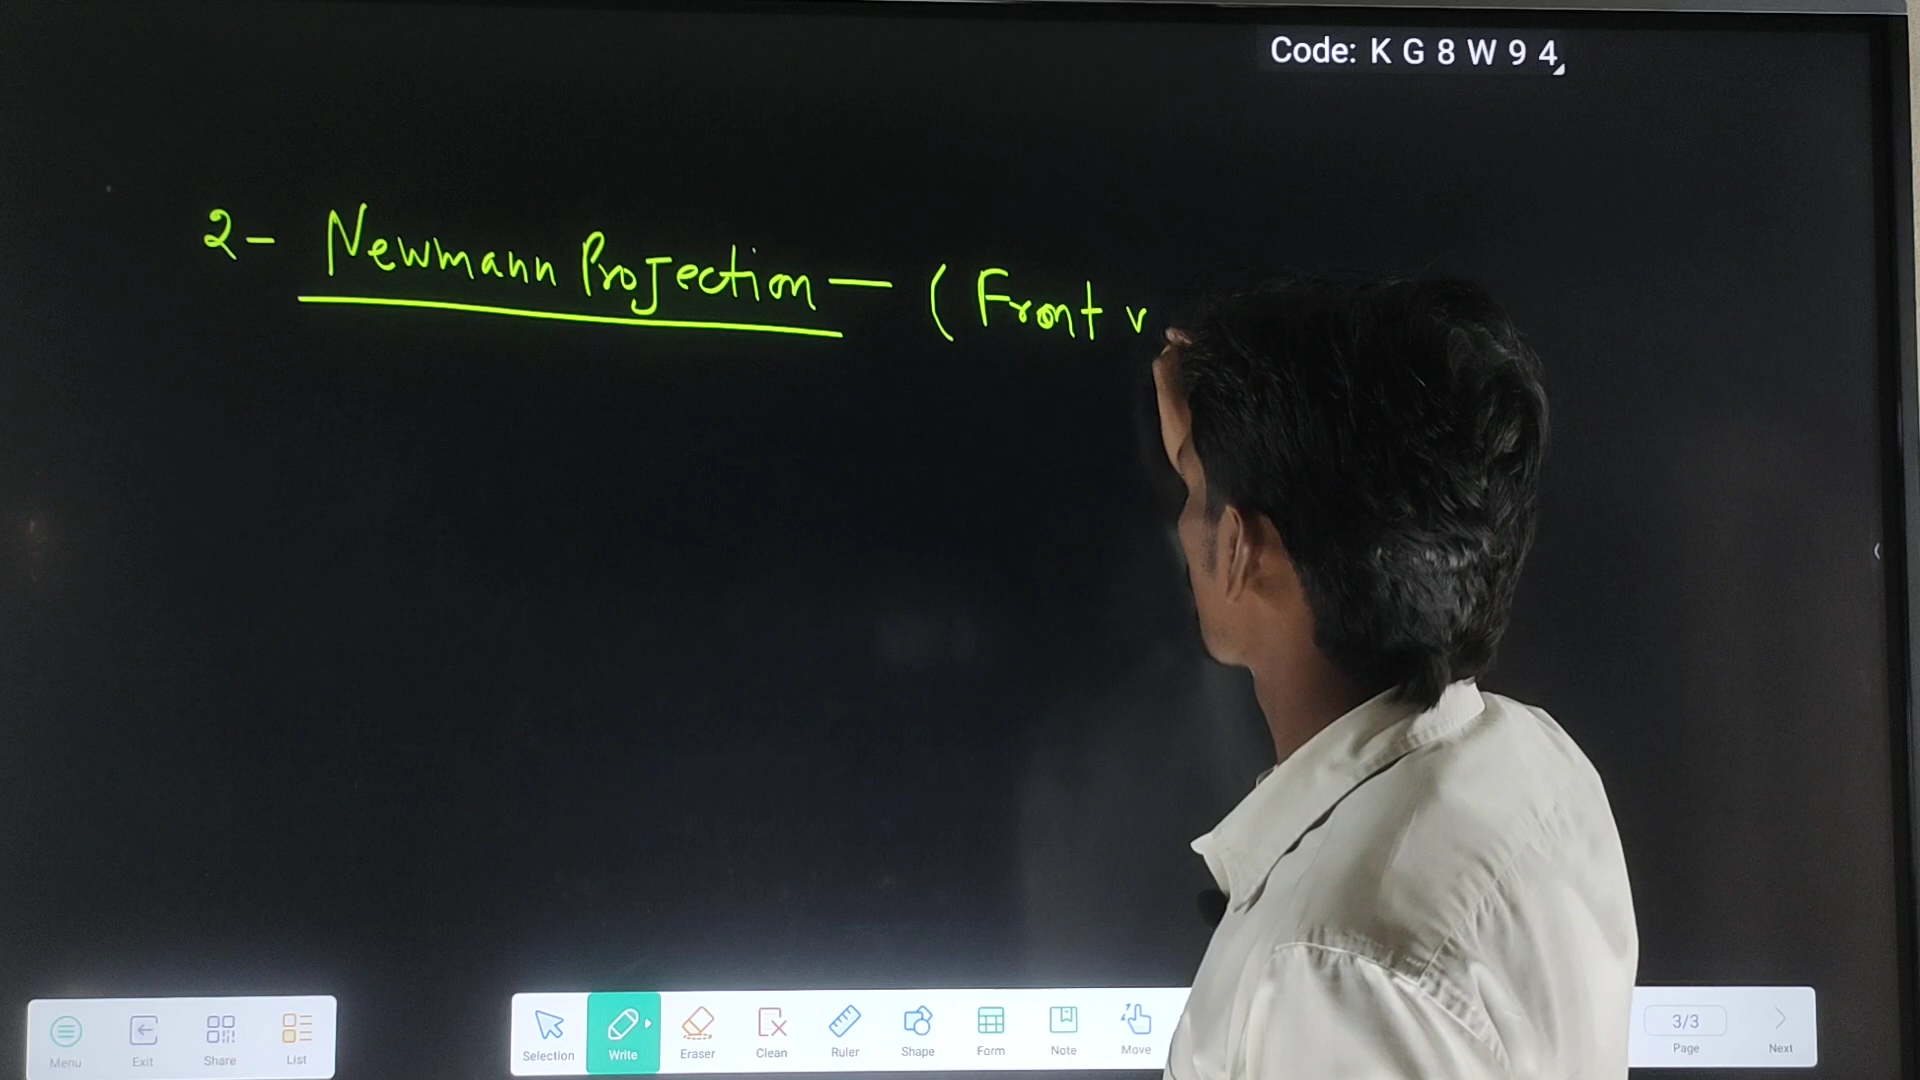 Code: K G 8 W 9 4
2- Newmann Projection - (Front v
Menu Exit Share List Selection Write Eraser Clean Ruler Shape Form Note Move 3/3 Page Next